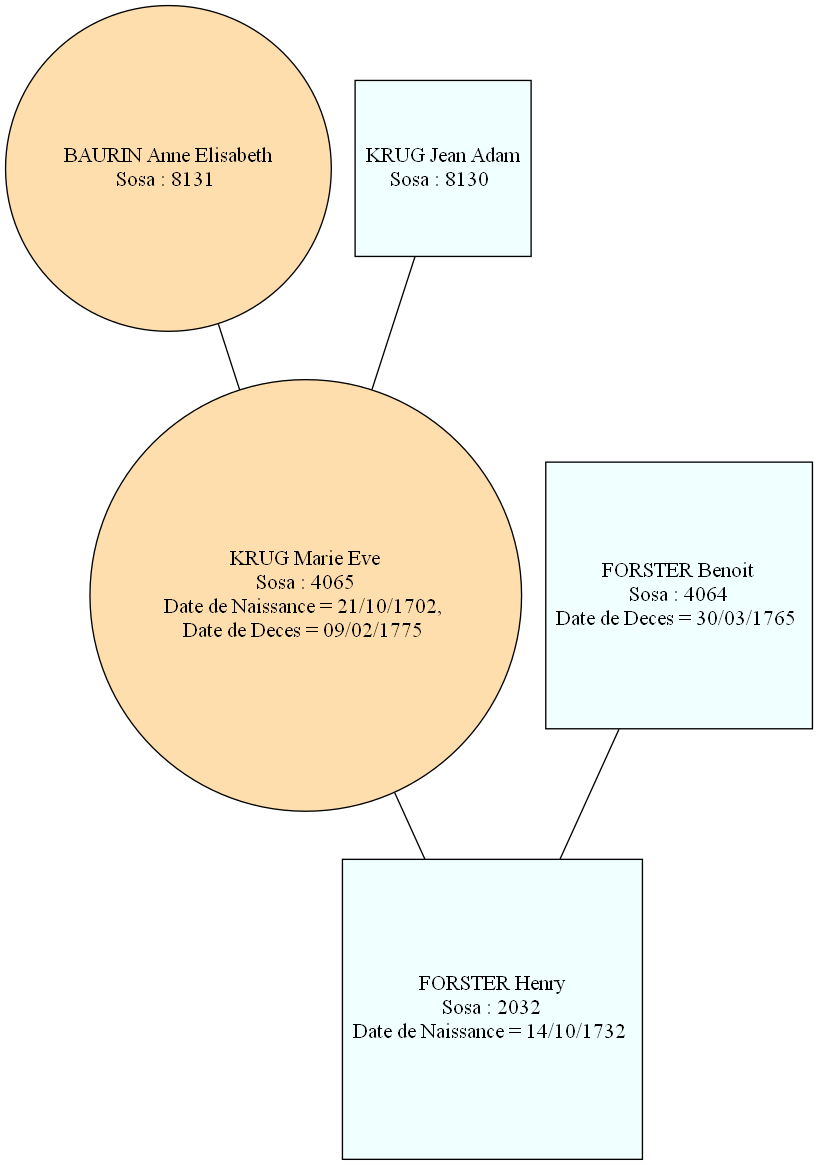 BAURIN Anne Elisabeth
Sosa : 8131
KRUG Jean Adam
Sosa : 8130
KRUG Marie Eve
Sosa : 4065
Date de Naissance = 21/10/1702,
Date de Deces = 09/02/1775
FORSTER Benoit
Sosa : 4064
Date de Deces = 30/03/1765
FORSTER Henry
Sosa : 2032
Date de Naissance = 14/10/1732